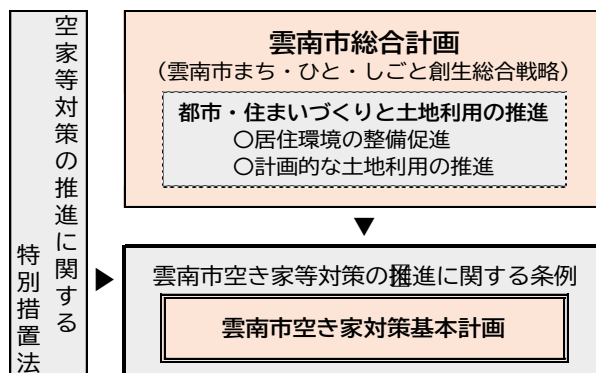 空家等対策の推進に関する
特別措置法
雲南市総合計画
（雲南市まち・ひと・しごと創生総合戦略）
都市・住まいづくりと土地利用の推進
〇居住環境の整備促進
〇計画的な土地利用の推進
▼
▶
雲南市空き家等対策の推進に関する条例
雲南市空き家対策基本計画